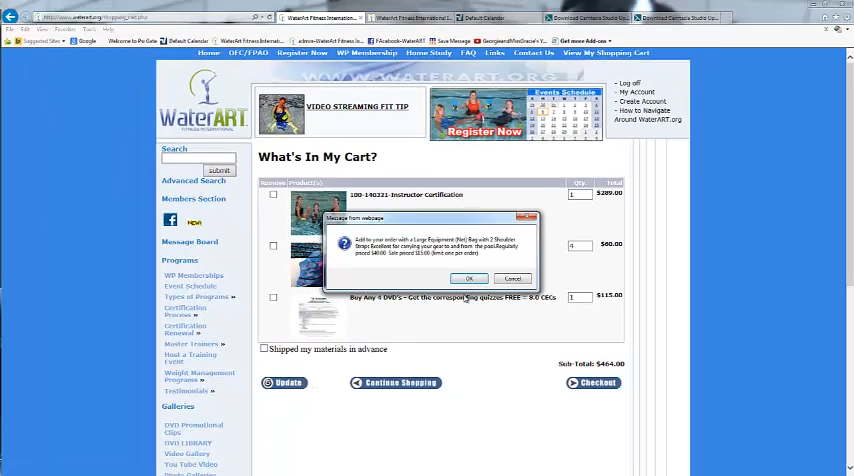 http://www.waterart.org/shopping_cart.php
WaterART Fitness Internation...
WaterART Fitness International |...
Default Calendar
Download Camtasia Studio Up...
Download Camtasia Studio Up...
File Edit View Favorites Tools Help
Suggested Sites
Google
Welcome to Pix Gate
Default Calendar
WaterArt Fitness Internati...
admin-WaterART Fitness Int...
FAcebook-WaterART
Save Message
Get more Add-ons
Home OFC/FPAO Register Now WP Membership Home Study FAQ Links Contact Us View My Shopping Cart
WWW.WATERART.ORG
WaterART
FITNESS INTERNATIONAL
VIDEO STREAMING FIT TIP
Events Schedule
Register Now
- Log off
- My Account
- Create Account
- How to Navigate
Around WaterART.org
Search
submit
Advanced Search
Members Section
NEW!
Message Board
Programs
WP Memberships
Event Schedule
Types of Programs »
Certification
Process »
Certification
Renewal »
Master Trainers »
Host a Training
Event
Weight Management
Programs »
Testimonials »
Galleries
DVD Promotional
Clips
DVD LIBRARY
Video Gallery
You Tube Video
Photo Galleries
What's In My Cart?
Remove Product(s) Qty. Total
100-140321-Instructor Certification 1 $289.00
4 $60.00
Message from webpage
Add to your order with a Large Equipment (Net) Bag with 2 Shoulder
Straps Excellent for carrying your gear to and from the pool.Regularly
priced $40.00 Sale priced $15.00 (limit one per order)
OK Cancel
Buy Any 4 DVD's - Get the corresponding quizzes FREE = 8.0 CECs 1 $115.00
Shipped my materials in advance
Sub-Total: $464.00
Update
Continue Shopping
Checkout